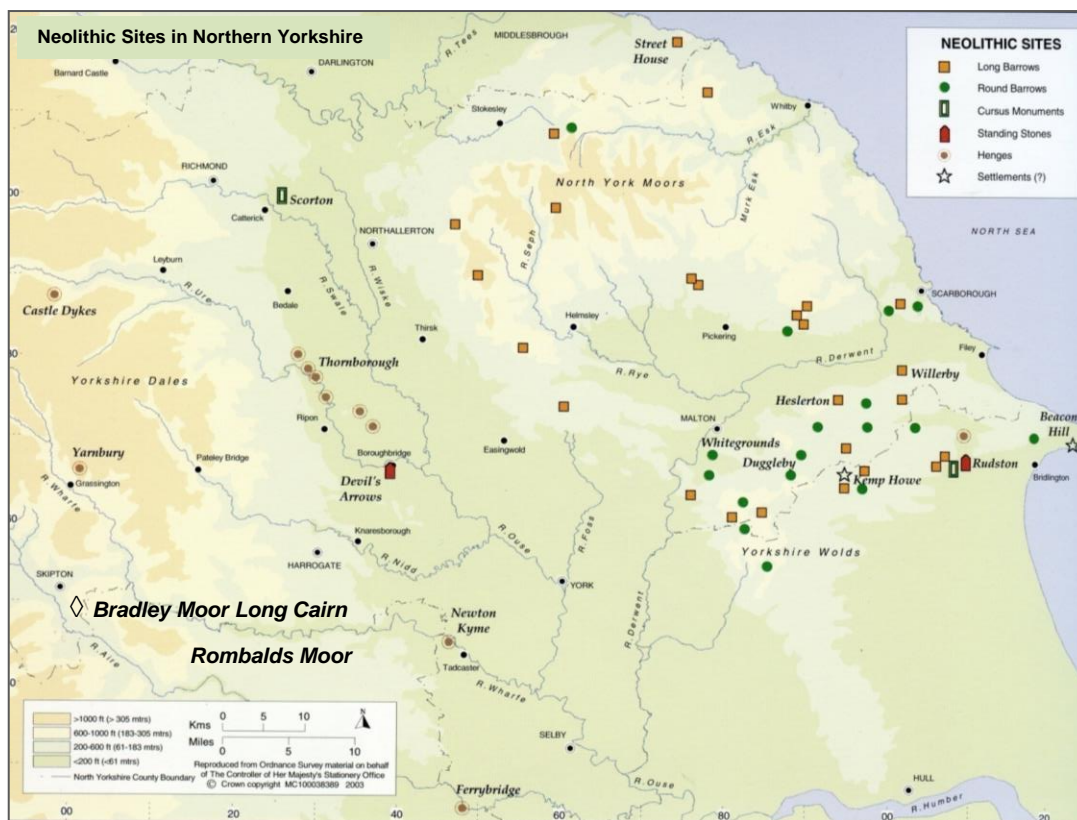 Neolithic Sites in Northern Yorkshire
NEOLITHIC SITES
Long Barrows
Round Barrows
Cursus Monuments
Standing Stones
Henges
Settlements (?)
MIDDLESBROUGH
R.Tees
Street
House
Barnard Castle
DARLINGTON
Stokesley
Whitby
R.Esk
RICHMOND
North York Moors
Murk Esk
00
Scorton
Catterick
NORTHALLERTON
R.Seph
NORTH SEA
Leyburn
R.Ure
R.Swale
R.Wiske
Castle Dykes
Bedale
SCARBOROUGH
Thirsk
Helmsley
Pickering
Thornborough
R.Derwent
Filey
R.Rye
Willerby
Yorkshire Dales
Heslerton
Ripon
MALTON
Beacon
Hill
Easingwold
Whitegrounds
Yarnbury
Pateley Bridge
Boroughbridge
Duggleby
Rudston
Grassington
Devil's
Arrows
Kemp Howe
Bridlington
R.Wharfe
Knaresborough
R.Ouse
R.Foss
HARROGATE
R.Nidd
Yorkshire Wolds
SKIPTON
YORK
Bradley Moor Long Cairn
Newton
Kyme
R.Derwent
R.Aire
Rombalds Moor
Tadcaster
R.Wharfe
>1000 ft (> 305 mtrs)
600-1000 ft (183-305 mtrs)
200-600 ft (61-183 mtrs)
<200 ft (<61 mtrs)
North York County Boundary
Kms
0 5 10
Miles
0 5 10
N
Reproduced from Ordnance Survey material on behalf
of The Controller of Her Majesty's Stationery Office
© Crown copyright MC100038389 2003
SELBY
R.Ouse
Ferrybridge
HULL
R.Humber
00 20 40 60 80 00 20